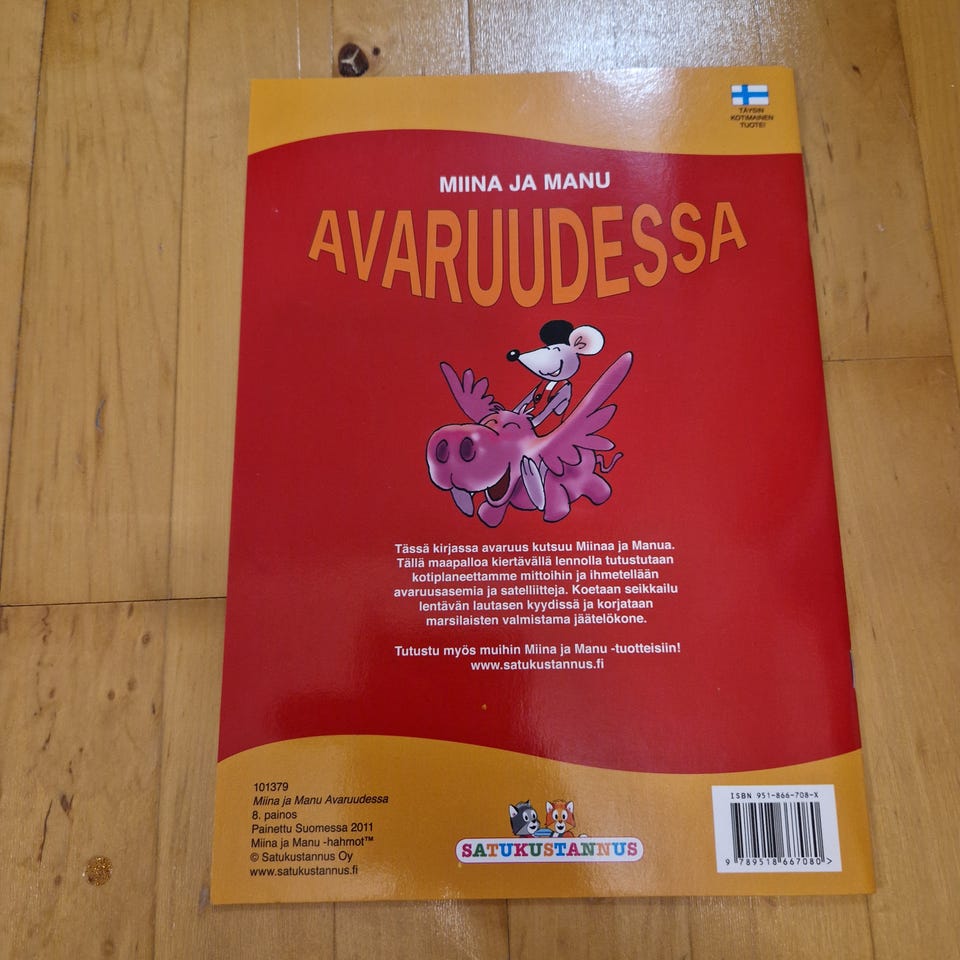 TÄYSIN
KOTIMAINEN
TUOTE!
MIINA JA MANU
AVARUUDESSA
Tässä kirjassa avaruus kutsuu Miinaa ja Manua.
Tällä maapalloa kiertävällä lennolla tutustutaan
kotiplaneettamme mittoihin ja ihmetellään
avaruusasemia ja satelliitteja. Koetaan seikkailu
lentävän lautasen kyydissä ja korjataan
marsilaisten valmistama jäätelökone.
Tutustu myös muihin Miina ja Manu -tuotteisiin!
www.satukustannus.fi
101379
Miina ja Manu Avaruudessa
8. painos
Painettu Suomessa 2011
Miina ja Manu -hahmot™
© Satukustannus Oy
www.satukustannus.fi
SATUKUSTANNUS
ISBN 951-866-708-X
9 789518 667080 >